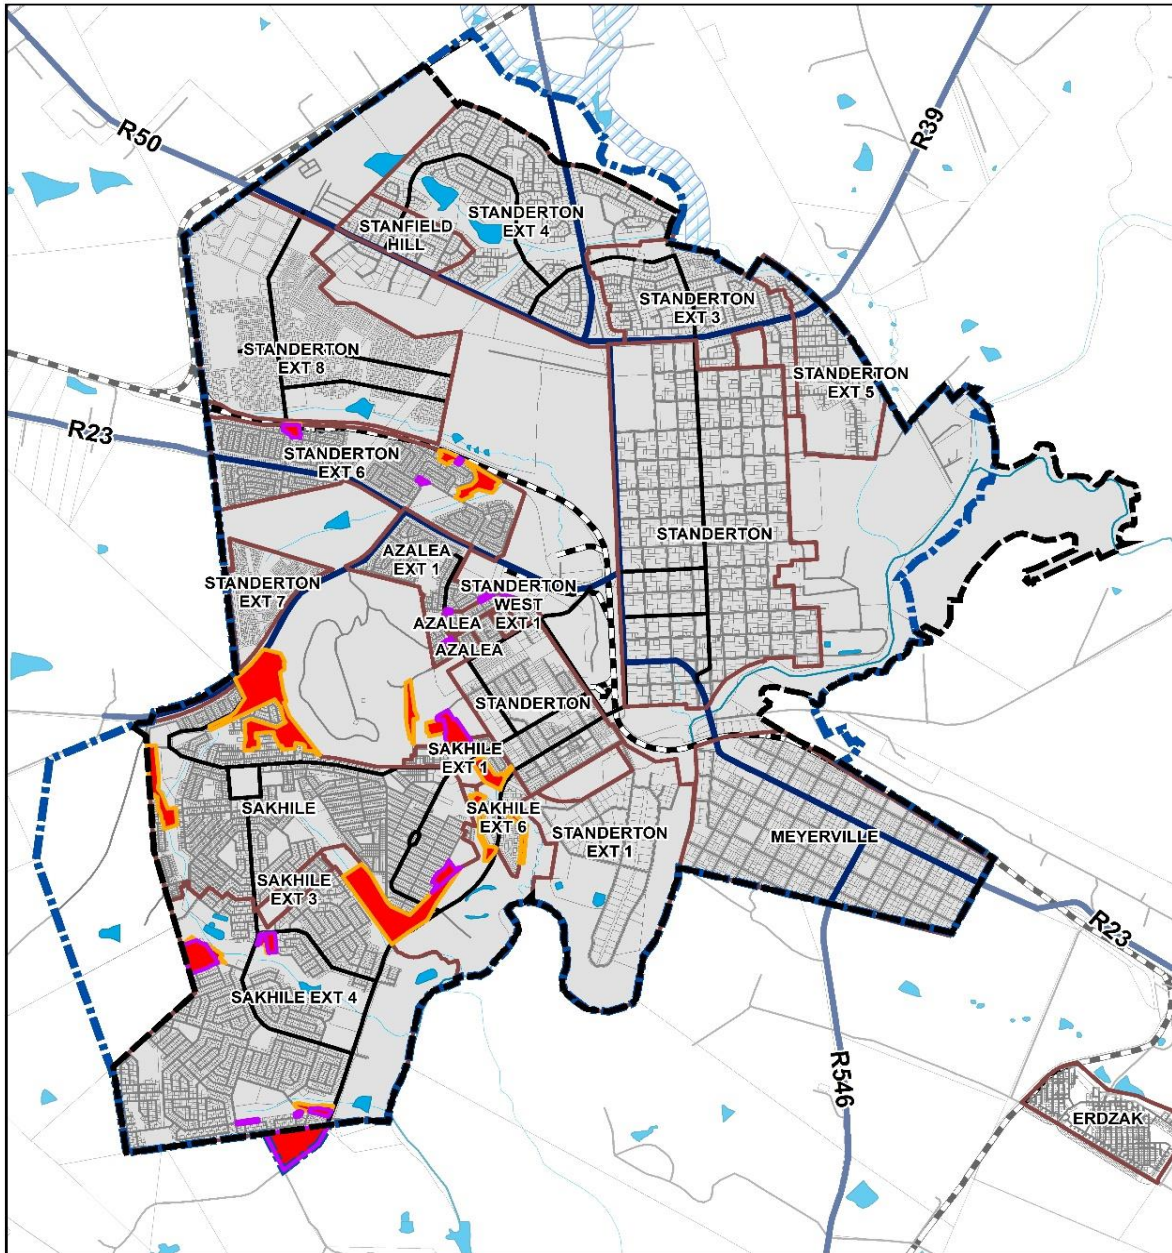 R50
R39
STANDERTON
EXT 4
STANFIELD
HILL
STANDERTON
EXT 3
STANDERTON
EXT 8
STANDERTON
EXT 5
R23
STANDERTON
EXT 6
STANDERTON
AZALEA
EXT 1
STANDERTON
EXT 7
STANDERTON
WEST
EXT 1
AZALEA
AZALEA
STANDERTON
SAKHILE
EXT 1
SAKHILE
SAKHILE
EXT 6
STANDERTON
EXT 1
MEYERVILLE
SAKHILE
EXT 3
R23
SAKHILE EXT 4
R546
ERDZAK